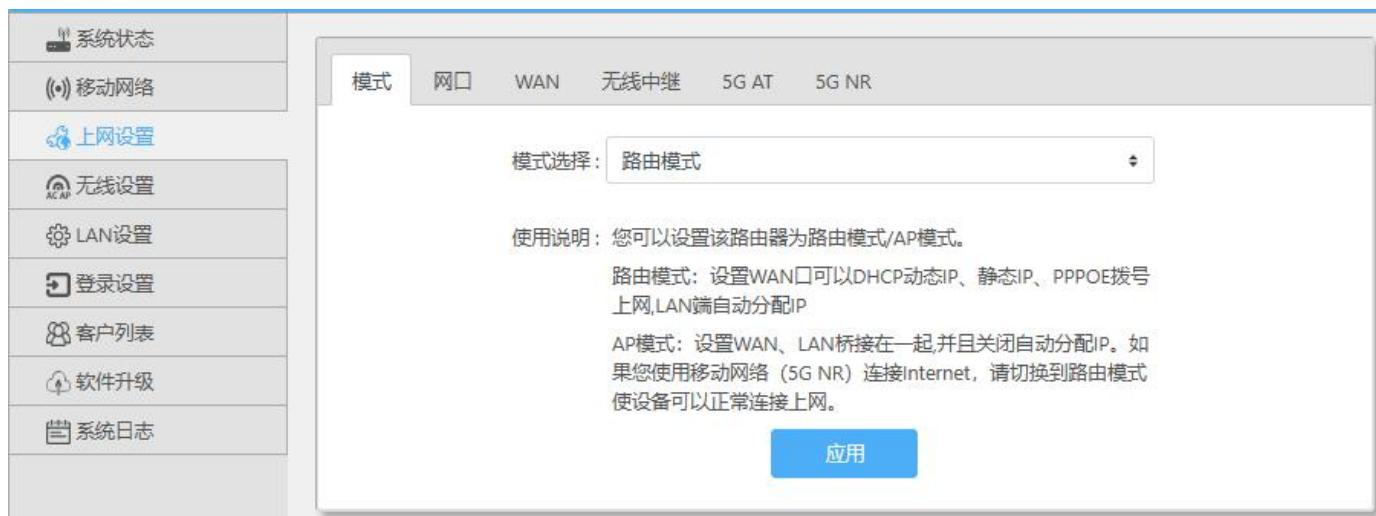 系统状态
移动网络
上网设置
无线设置
LAN设置
登录设置
客户列表
软件升级
系统日志
模式 网口 WAN 无线中继 5G AT 5G NR
模式选择: 路由模式
使用说明: 您可以设置该路由器为路由模式/AP模式。
路由模式：设置WAN口可以DHCP动态IP、静态IP、PPPOE拨号
上网,LAN端自动分配IP
AP模式：设置WAN、LAN桥接在一起,并且关闭自动分配IP。如
果您使用移动网络（5G NR）连接Internet，请切换到路由模式
使设备可以正常连接上网。
应用